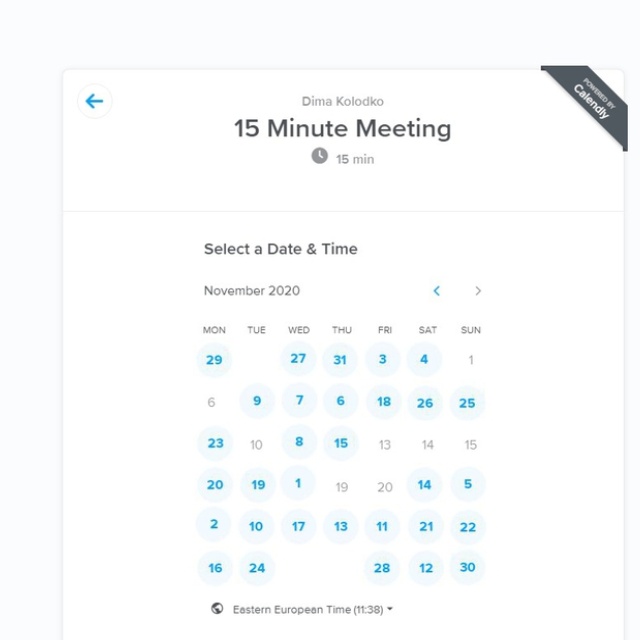 POWERED BY
Calendly
Dima Kolodko
15 Minute Meeting
15 min
Select a Date & Time
November 2020
MON TUE WED THU FRI SAT SUN
29 27 31 3 4 1
6 9 7 6 18 26 25
23 10 8 15 13 14 15
20 19 1 19 20 14 5
2 10 17 13 11 21 22
16 24 28 12 30
Eastern European Time (11:38)